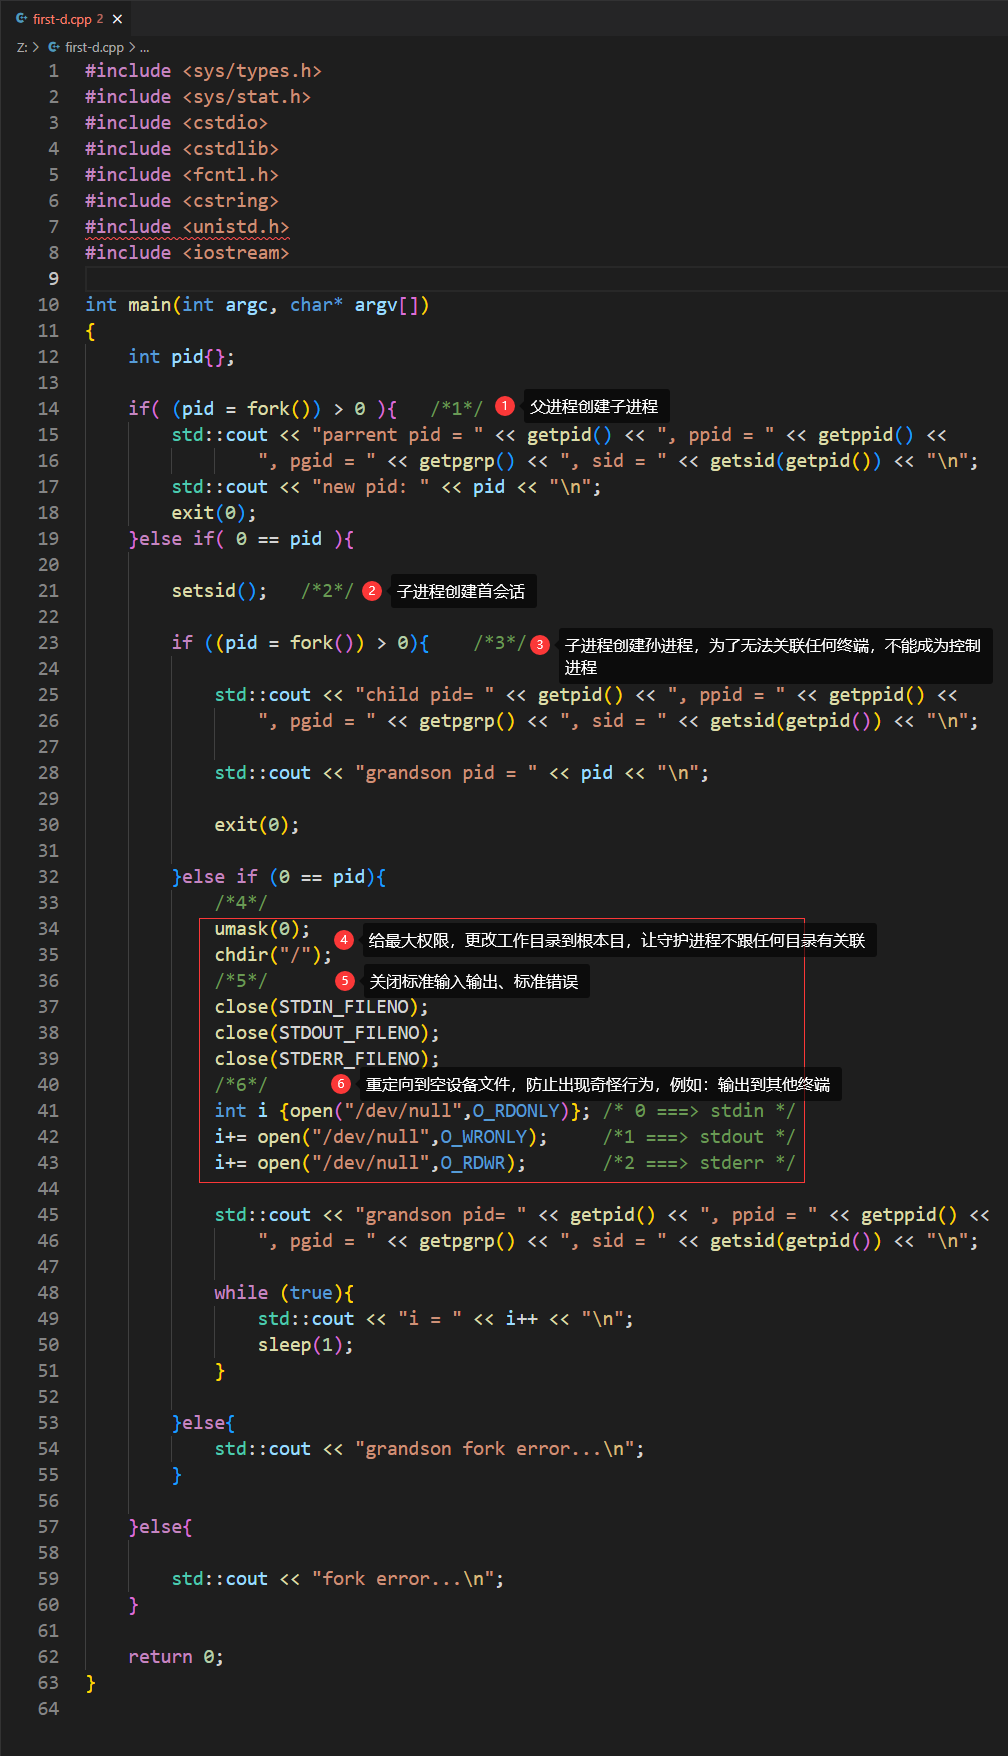 first-d.cpp 2 ×
Z: > first-d.cpp > ...
1 #include <sys/types.h>
2 #include <sys/stat.h>
3 #include <cstdio>
4 #include <cstdlib>
5 #include <fcntl.h>
6 #include <cstring>
7 #include <unistd.h>
8 #include <iostream>
9
10 int main(int argc, char* argv[])
11 {
12     int pid{};
13
14     if( (pid = fork()) > 0 ){   /*1*/ 1 父进程创建子进程
15         std::cout << "parrent pid = " << getpid() << ", ppid = " << getppid() <<
16                 ", pgid = " << getpgrp() << ", sid = " << getsid(getpid()) << "\n";
17         std::cout << "new pid: " << pid << "\n";
18         exit(0);
19     }else if( 0 == pid ){
20
21         setsid();   /*2*/ 2 子进程创建首会话
22
23         if ((pid = fork()) > 0){    /*3*/ 3 子进程创建孙进程，为了无法关联任何终端，不能成为控制
进程
24
25             std::cout << "child pid= " << getpid() << ", ppid = " << getppid() <<
26                 ", pgid = " << getpgrp() << ", sid = " << getsid(getpid()) << "\n";
27
28             std::cout << "grandson pid = " << pid << "\n";
29
30             exit(0);
31
32         }else if (0 == pid){
33             /*4*/
34             umask(0);
4 给最大权限，更改工作目录到根本目，让守护进程不跟任何目录有关联
35             chdir("/");
36             /*5*/ 5 关闭标准输入输出、标准错误
37             close(STDIN_FILENO);
38             close(STDOUT_FILENO);
39             close(STDERR_FILENO);
40             /*6*/ 6 重定向到空设备文件，防止出现奇怪行为，例如：输出到其他终端
41             int i {open("/dev/null",O_RDONLY)}; /* 0 ===> stdin */
42             i+= open("/dev/null",O_WRONLY);     /*1 ===> stdout */
43             i+= open("/dev/null",O_RDWR);       /*2 ===> stderr */
44
45             std::cout << "grandson pid= " << getpid() << ", ppid = " << getppid() <<
46                 ", pgid = " << getpgrp() << ", sid = " << getsid(getpid()) << "\n";
47
48             while (true){
49                 std::cout << "i = " << i++ << "\n";
50                 sleep(1);
51             }
52
53         }else{
54             std::cout << "grandson fork error...\n";
55         }
56
57     }else{
58
59         std::cout << "fork error...\n";
60     }
61
62     return 0;
63 }
64